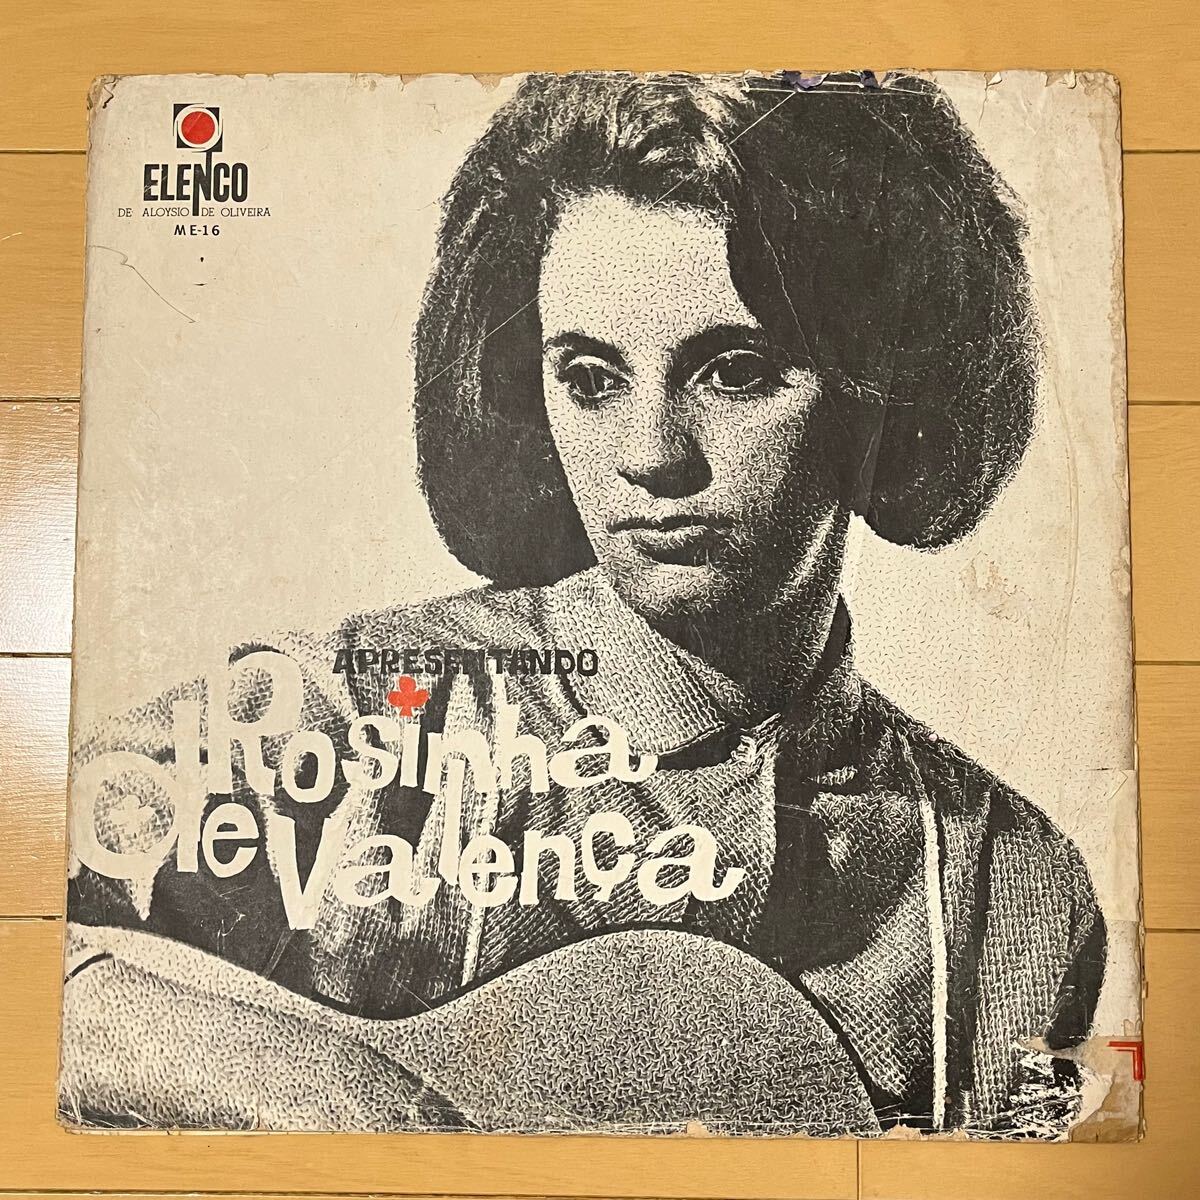 ELENCO
DE ALOYSIO DE OLIVEIRA
ME-16
APRESENTANDO
Rosinha
de Valença